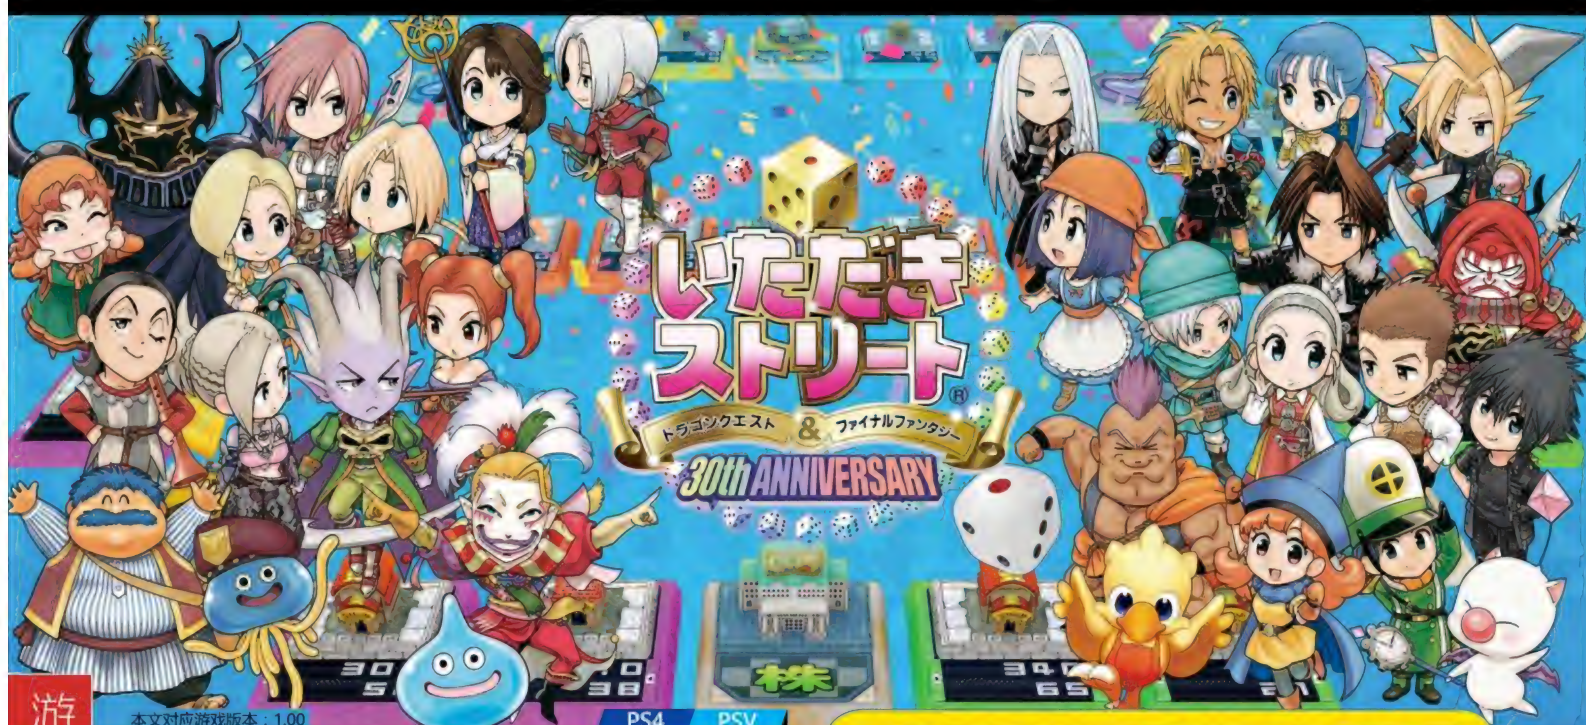 いただき
ストリート®
ドラゴンクエスト & ファイナルファンタジー
30th ANNIVERSARY
株
游
本文对应游戏版本：1.00
PS4 PSV